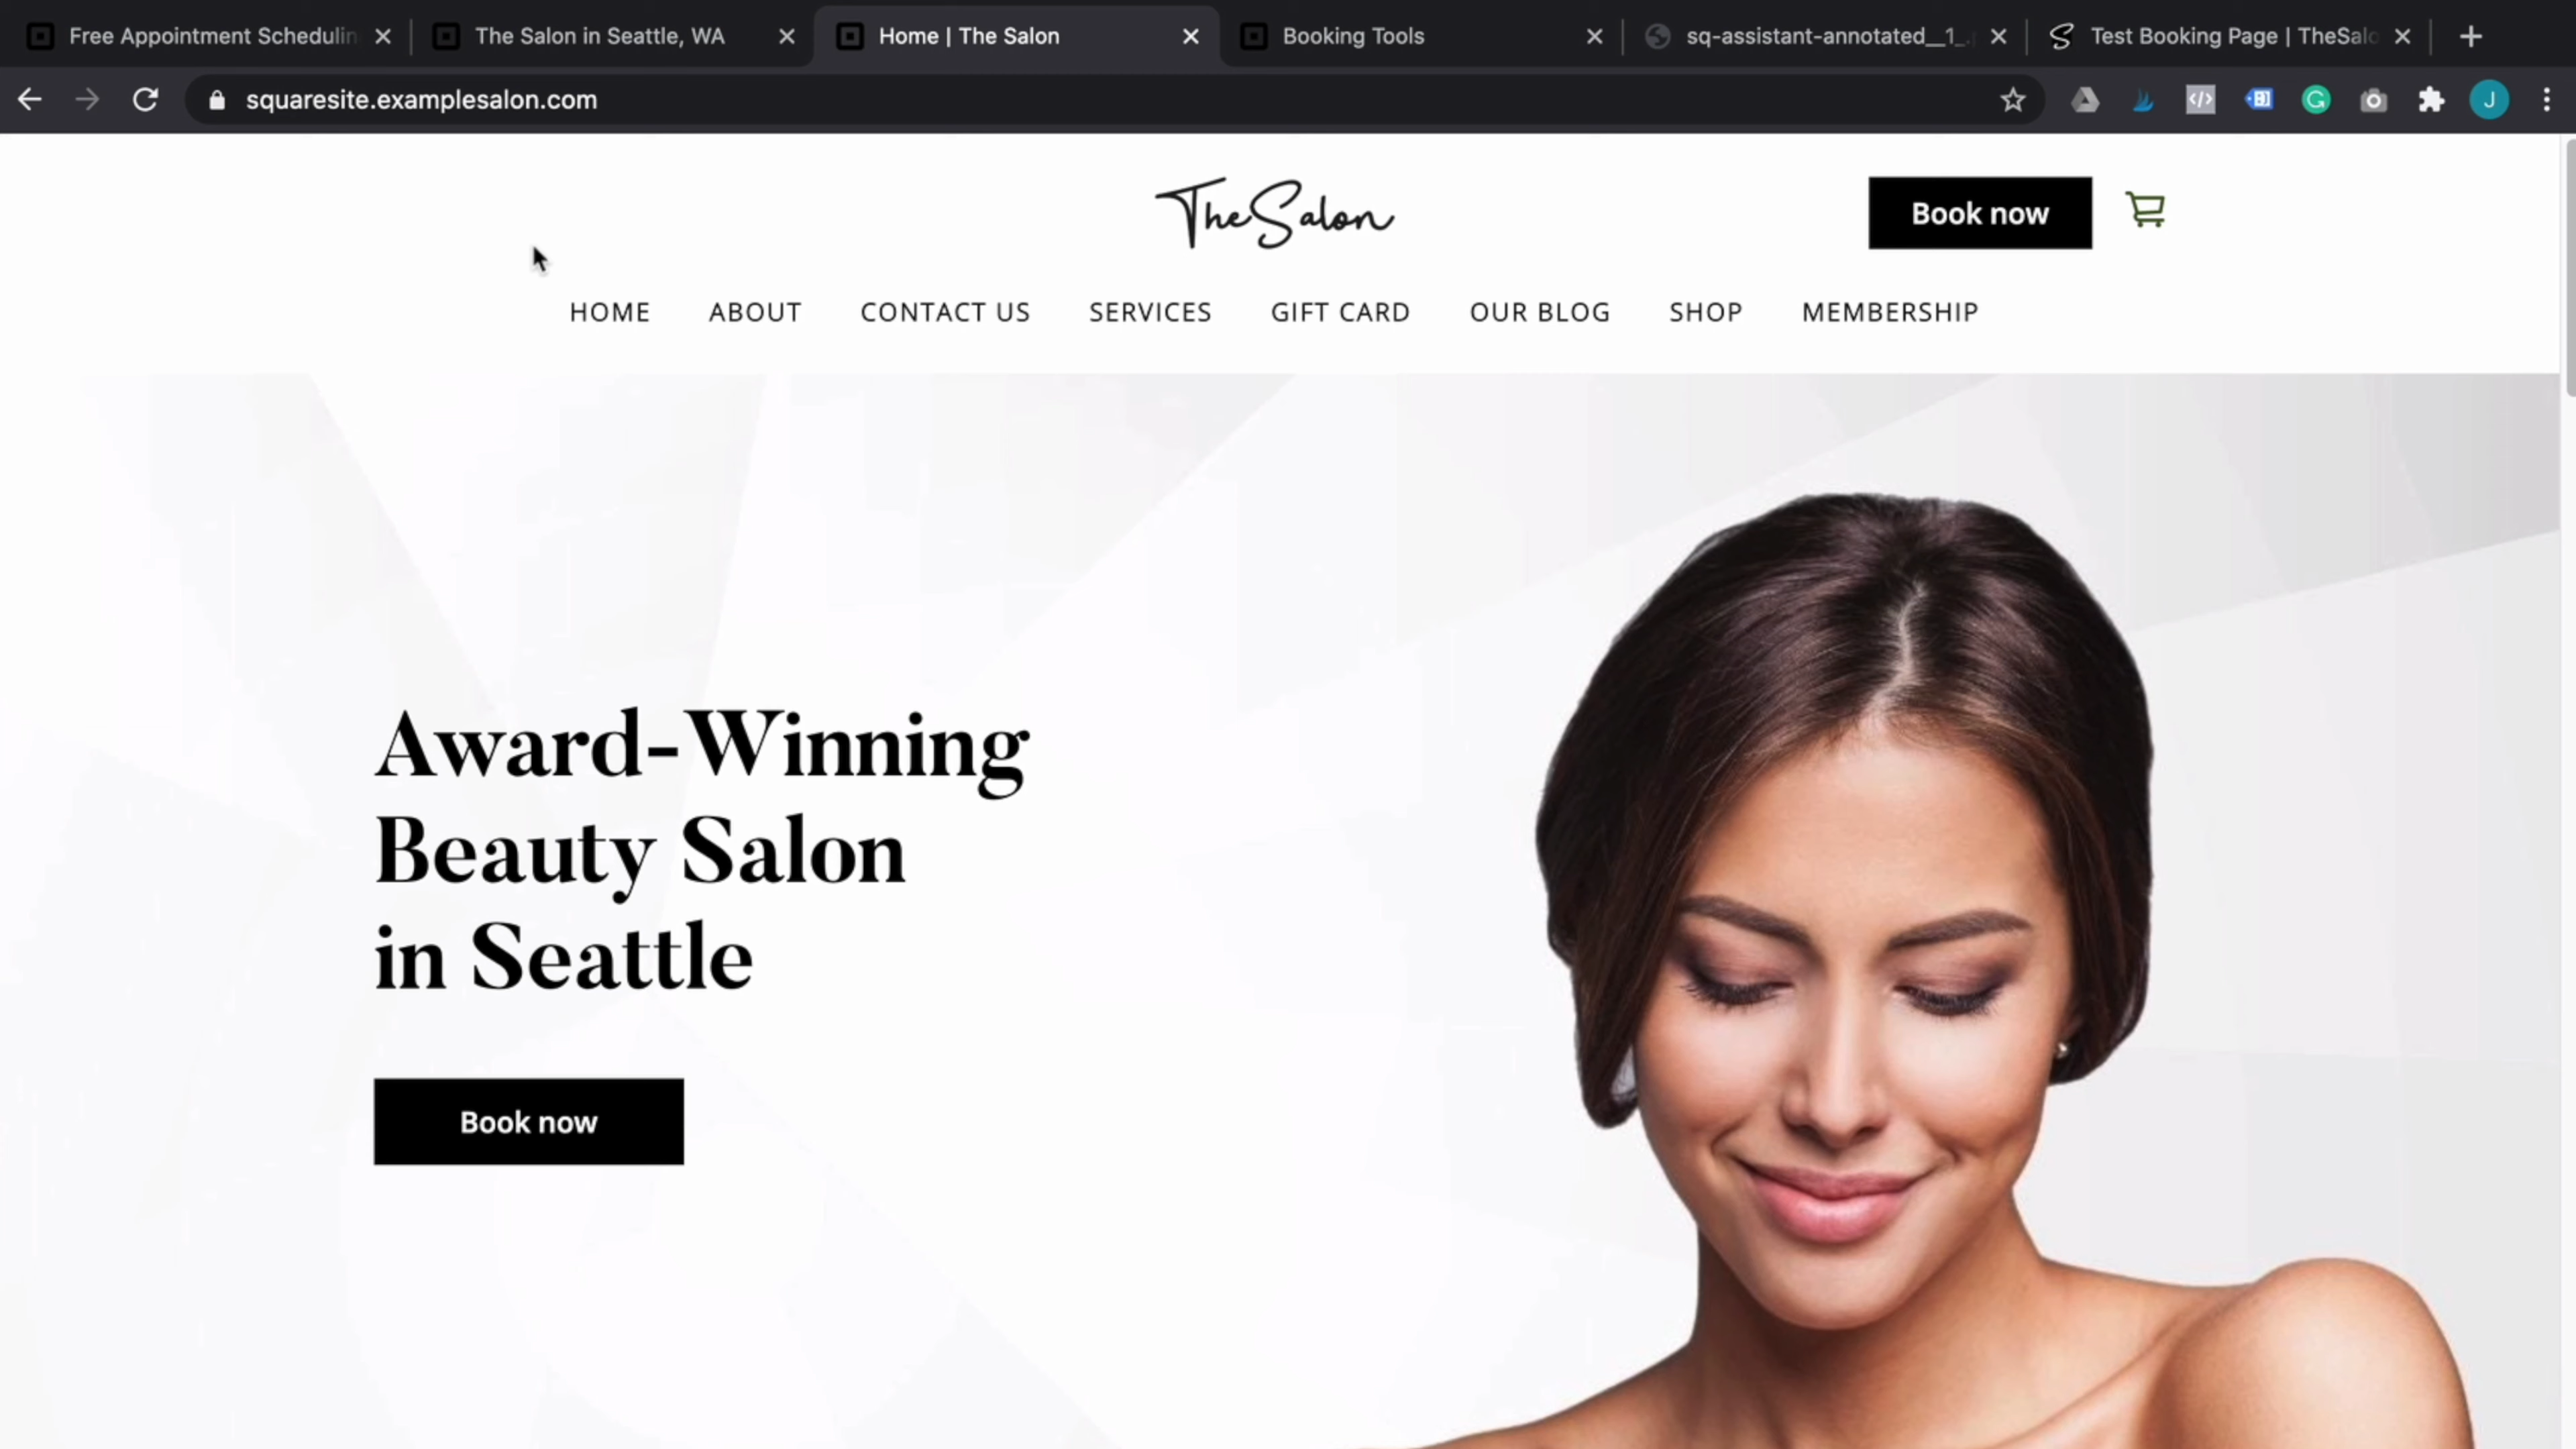 Free Appointment Schedulin
The Salon in Seattle, WA
Home | The Salon
Booking Tools
sq-assistant-annotated__1_.
Test Booking Page | TheSalo
squaresite.examplesalon.com
J
TheSalon
Book now
HOME ABOUT CONTACT US SERVICES GIFT CARD OUR BLOG SHOP MEMBERSHIP
Award-Winning
Beauty Salon
in Seattle
Book now